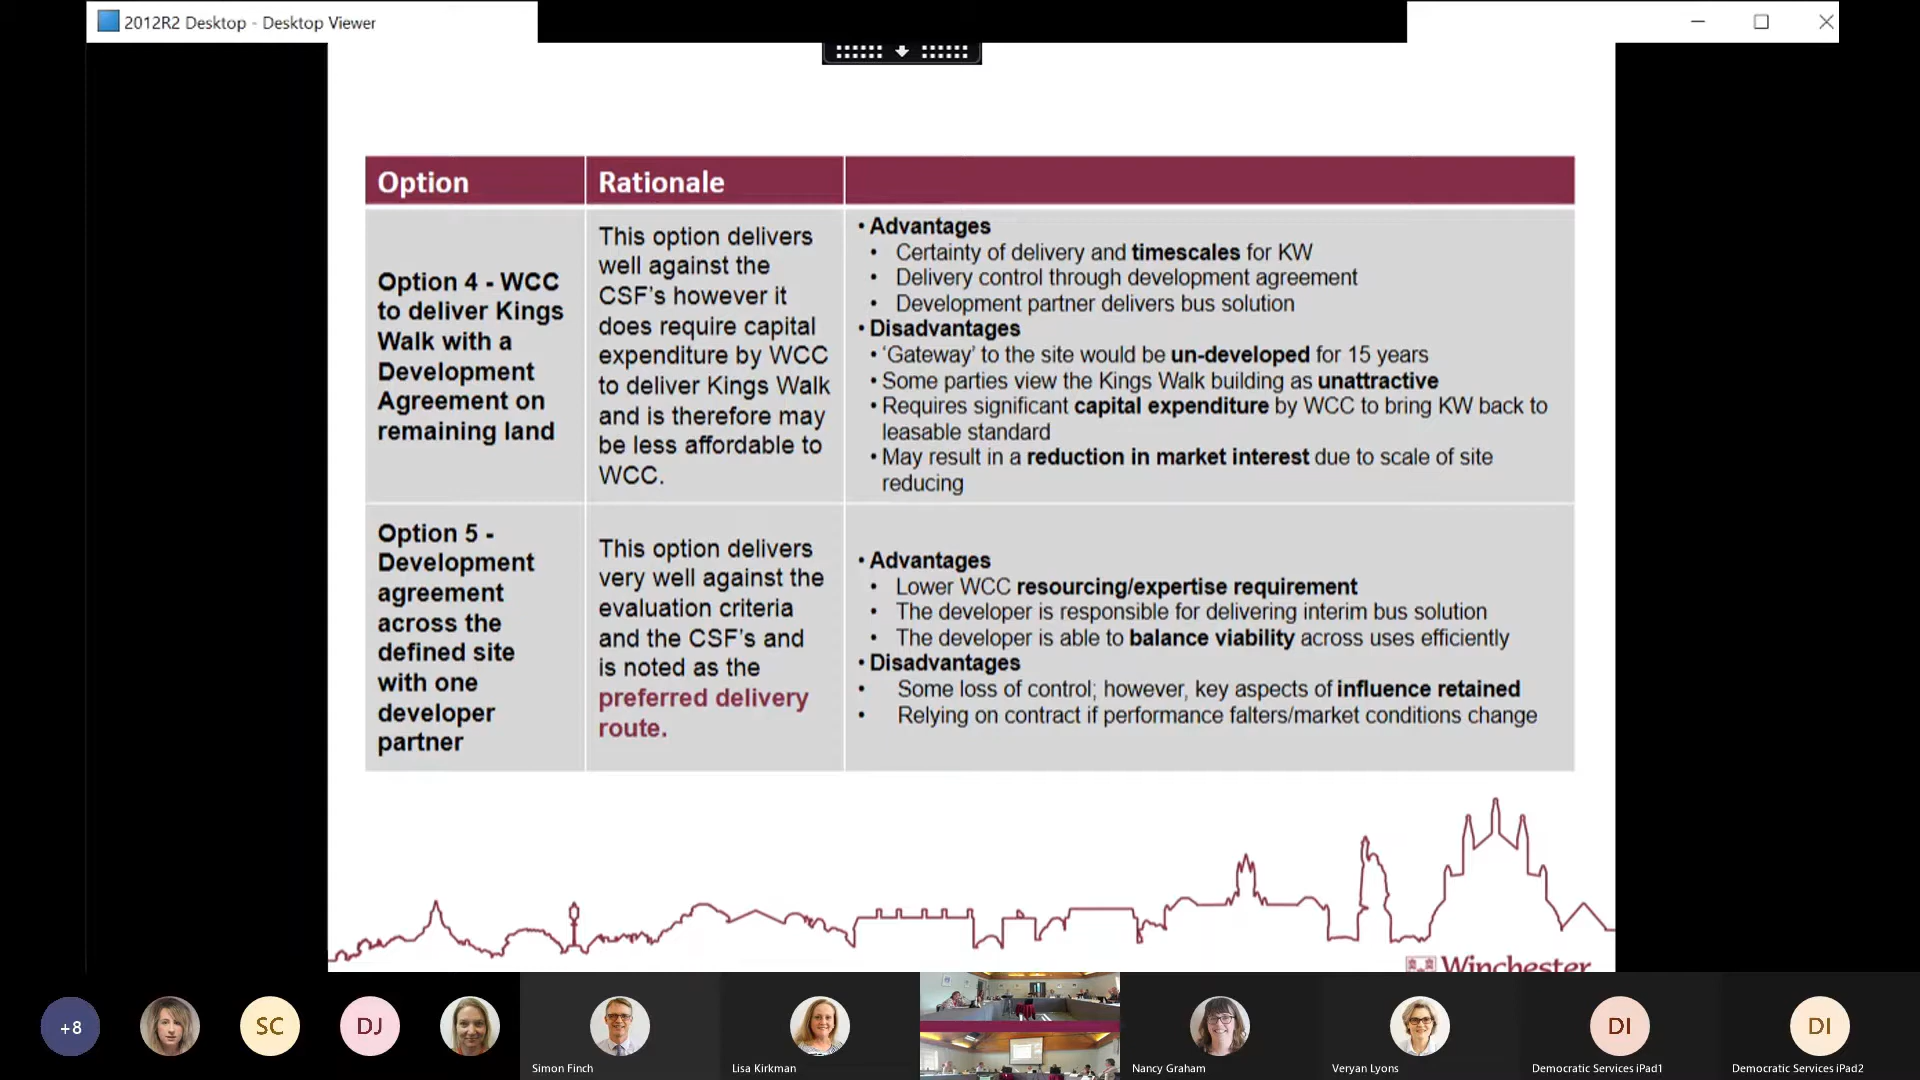 2012R2 Desktop - Desktop Viewer
Option
Rationale
Option 4 - WCC
to deliver Kings
Walk with a
Development
Agreement on
remaining land
This option delivers
well against the
CSF's however it
does require capital
expenditure by WCC
to deliver Kings Walk
and is therefore may
be less affordable to
WCC.
• Advantages
• Certainty of delivery and timescales for KW
• Delivery control through development agreement
• Development partner delivers bus solution
• Disadvantages
• 'Gateway' to the site would be un-developed for 15 years
• Some parties view the Kings Walk building as unattractive
• Requires significant capital expenditure by WCC to bring KW back to
leasable standard
• May result in a reduction in market interest due to scale of site
reducing
Option 5 -
Development
agreement
across the
defined site
with one
developer
partner
This option delivers
very well against the
evaluation criteria
and the CSF's and
is noted as the
preferred delivery
route.
• Advantages
• Lower WCC resourcing/expertise requirement
• The developer is responsible for delivering interim bus solution
• The developer is able to balance viability across uses efficiently
• Disadvantages
• Some loss of control; however, key aspects of influence retained
• Relying on contract if performance falters/market conditions change
Winchester
+8
SC
DJ
DI
DI
Simon Finch
Lisa Kirkman
Nancy Graham
Veryan Lyons
Democratic Services iPad1
Democratic Services iPad2